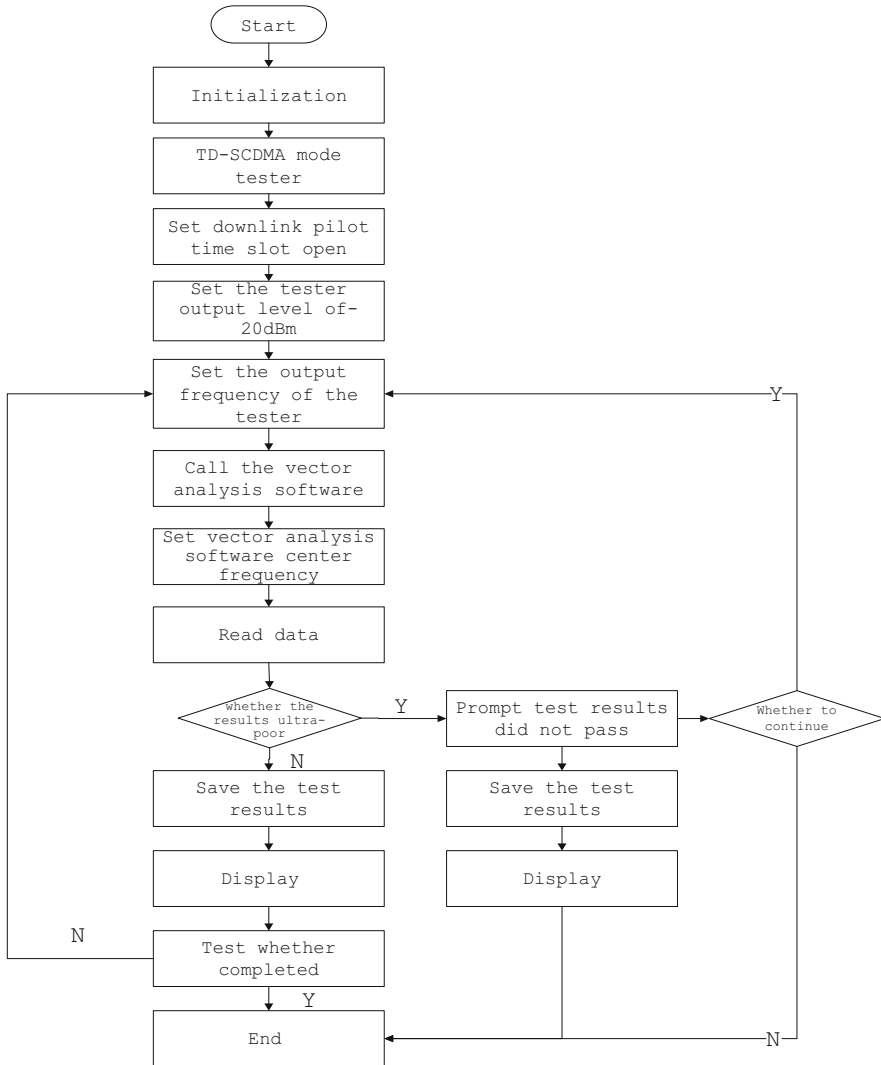 Start
Initialization
TD-SCDMA mode
tester
Set downlink pilot
time slot open
Set the tester
output level of-
20dBm
Set the output
frequency of the
tester
Y
Call the vector
analysis software
Set vector analysis
software center
frequency
Read data
whether the
results ultra-
poor
Y
Prompt test results
did not pass
Whether to
continue
N
Save the test
results
Save the test
results
Display
Display
N
Test whether
completed
Y
End
N